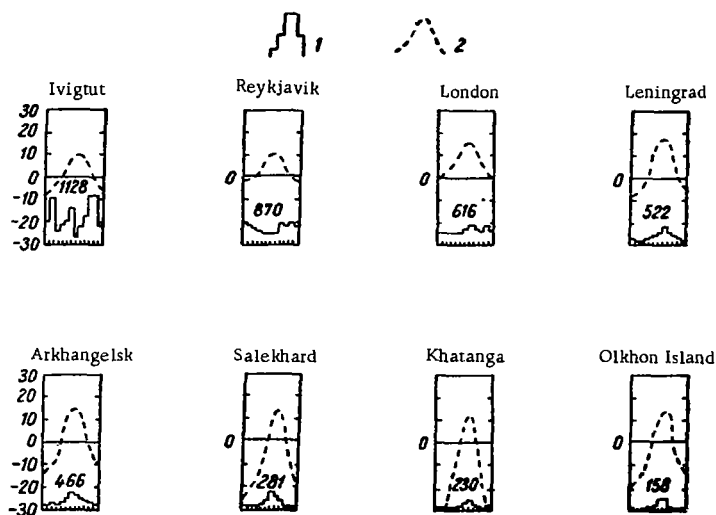 1 2
Ivigtut Reykjavik London Leningrad
30
20
10
0 0 0 0
1128
-10
870 616 522
-20
-30
Arkhangelsk Salekhard Khatanga Olkhon Island
30
20
10
0 0 0 0
-10
466 281 230 158
-20
-30